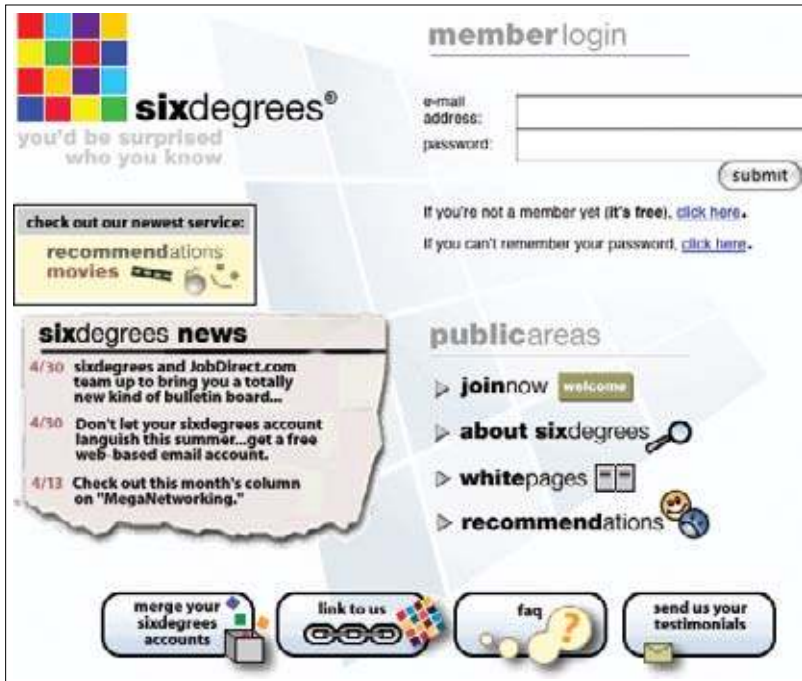 sixdegrees®
you'd be surprised
who you know
memberlogin
e-mail
address:
password:
submit
If you're not a member yet (it's free), click here.
If you can't remember your password, click here.
check out our newest service:
recommendations
movies
sixdegrees news
4/30 sixdegrees and JobDirect.com
team up to bring you a totally
new kind of bulletin board...
4/30 Don't let your sixdegrees account
languish this summer...get a free
web-based email account.
4/13 Check out this month's column
on "MegaNetworking."
publicareas
joinnow welcome
about sixdegrees
whitepages
recommendations
merge your
sixdegrees
accounts
link to us
faq
?
send us your
testimonials